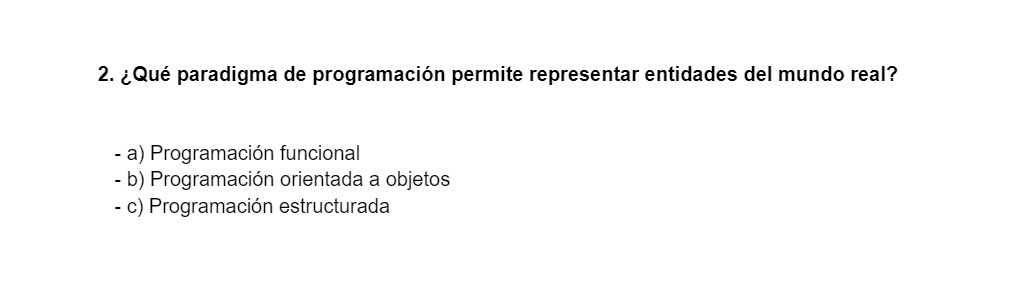 2. ¿Qué paradigma de programación permite representar entidades del mundo real?
- a) Programación funcional
- b) Programación orientada a objetos
- c) Programación estructurada